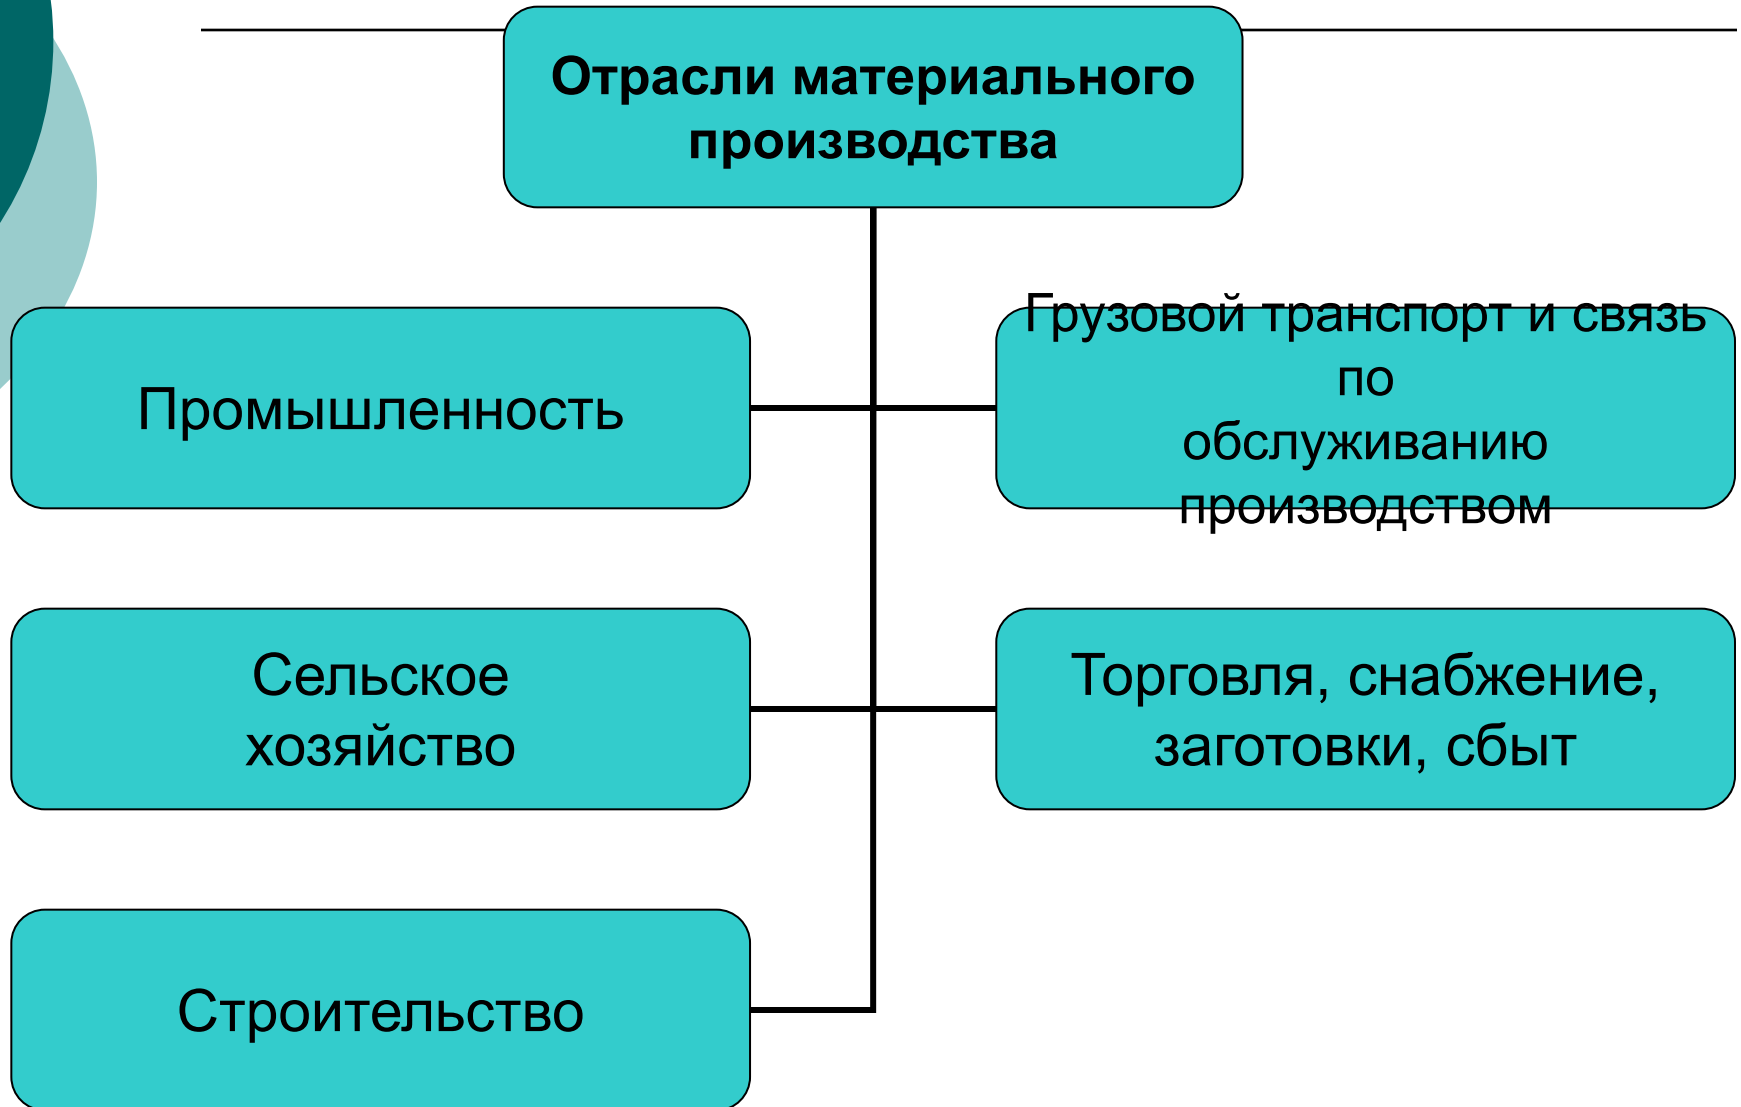 Отрасли материального
производства
Промышленность
Грузовой транспорт и связь
по
обслуживанию
производством
Сельское
хозяйство
Торговля, снабжение,
заготовки, сбыт
Строительство